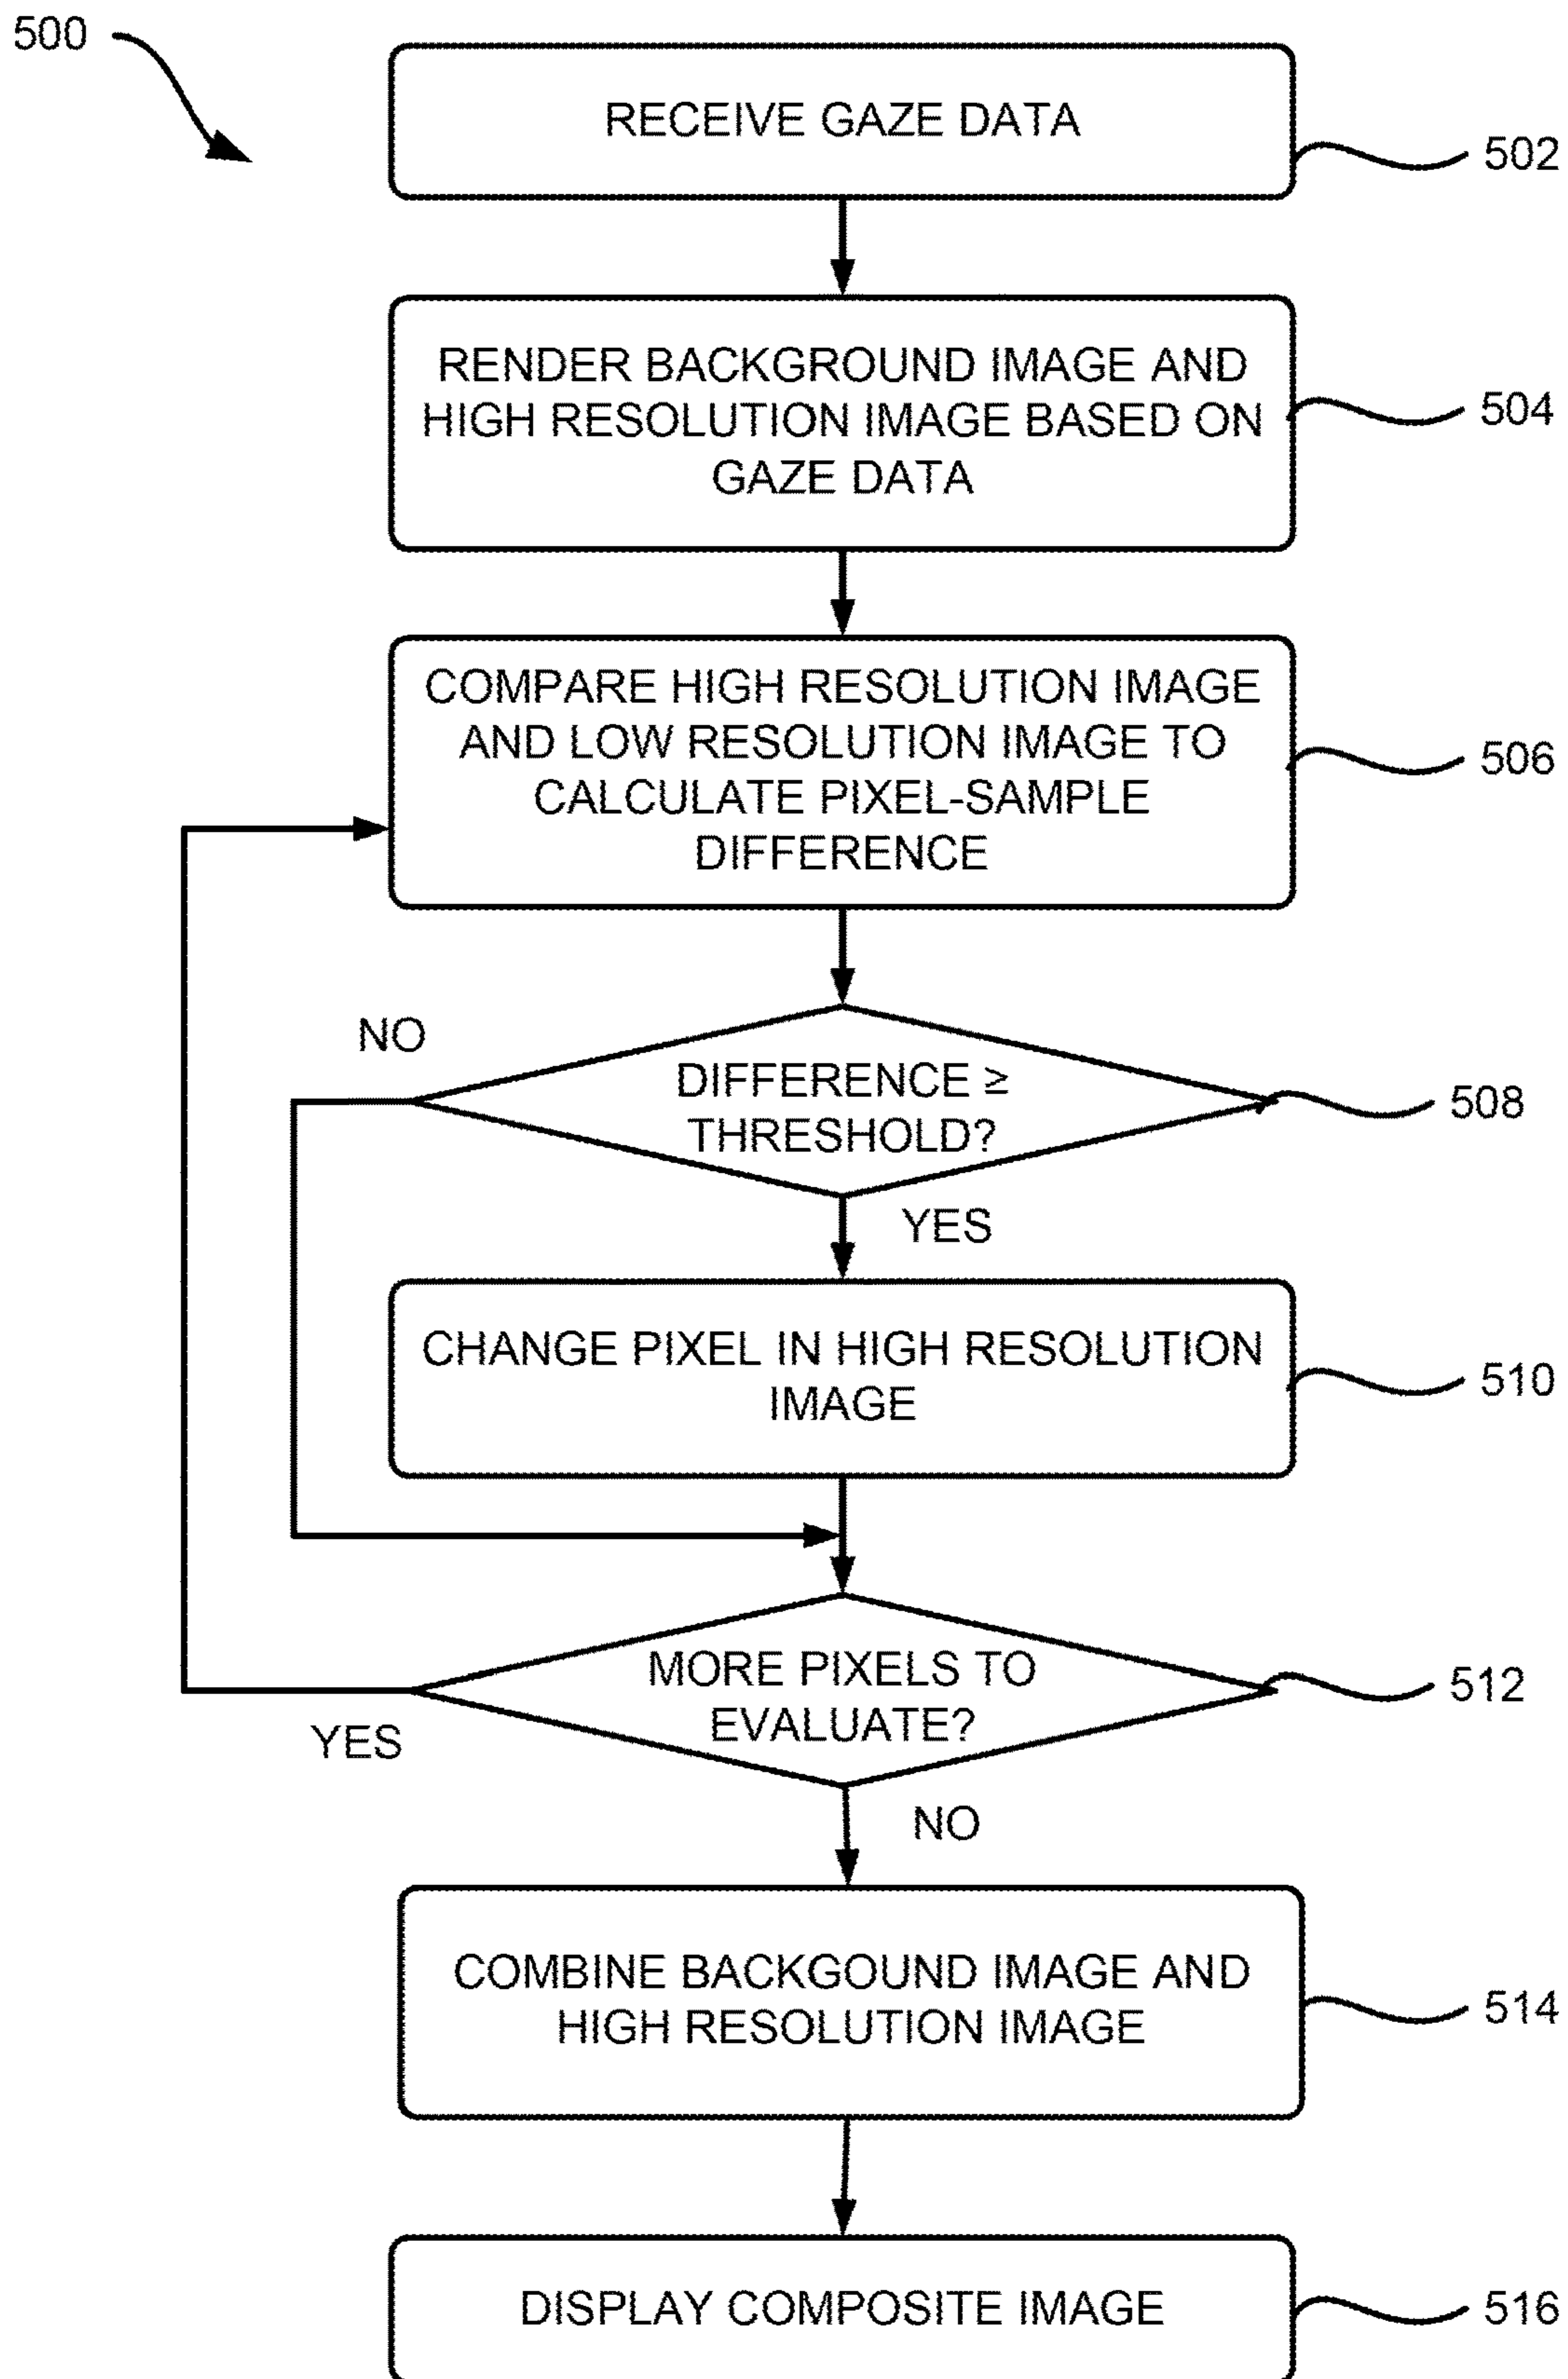 500
RECEIVE GAZE DATA
502
RENDER BACKGROUND IMAGE AND
HIGH RESOLUTION IMAGE BASED ON
GAZE DATA
504
COMPARE HIGH RESOLUTION IMAGE
AND LOW RESOLUTION IMAGE TO
CALCULATE PIXEL-SAMPLE
DIFFERENCE
506
NO
DIFFERENCE ≥
THRESHOLD?
508
YES
CHANGE PIXEL IN HIGH RESOLUTION
IMAGE
510
MORE PIXELS TO
EVALUATE?
512
YES
NO
COMBINE BACKGOUND IMAGE AND
HIGH RESOLUTION IMAGE
514
DISPLAY COMPOSITE IMAGE
516